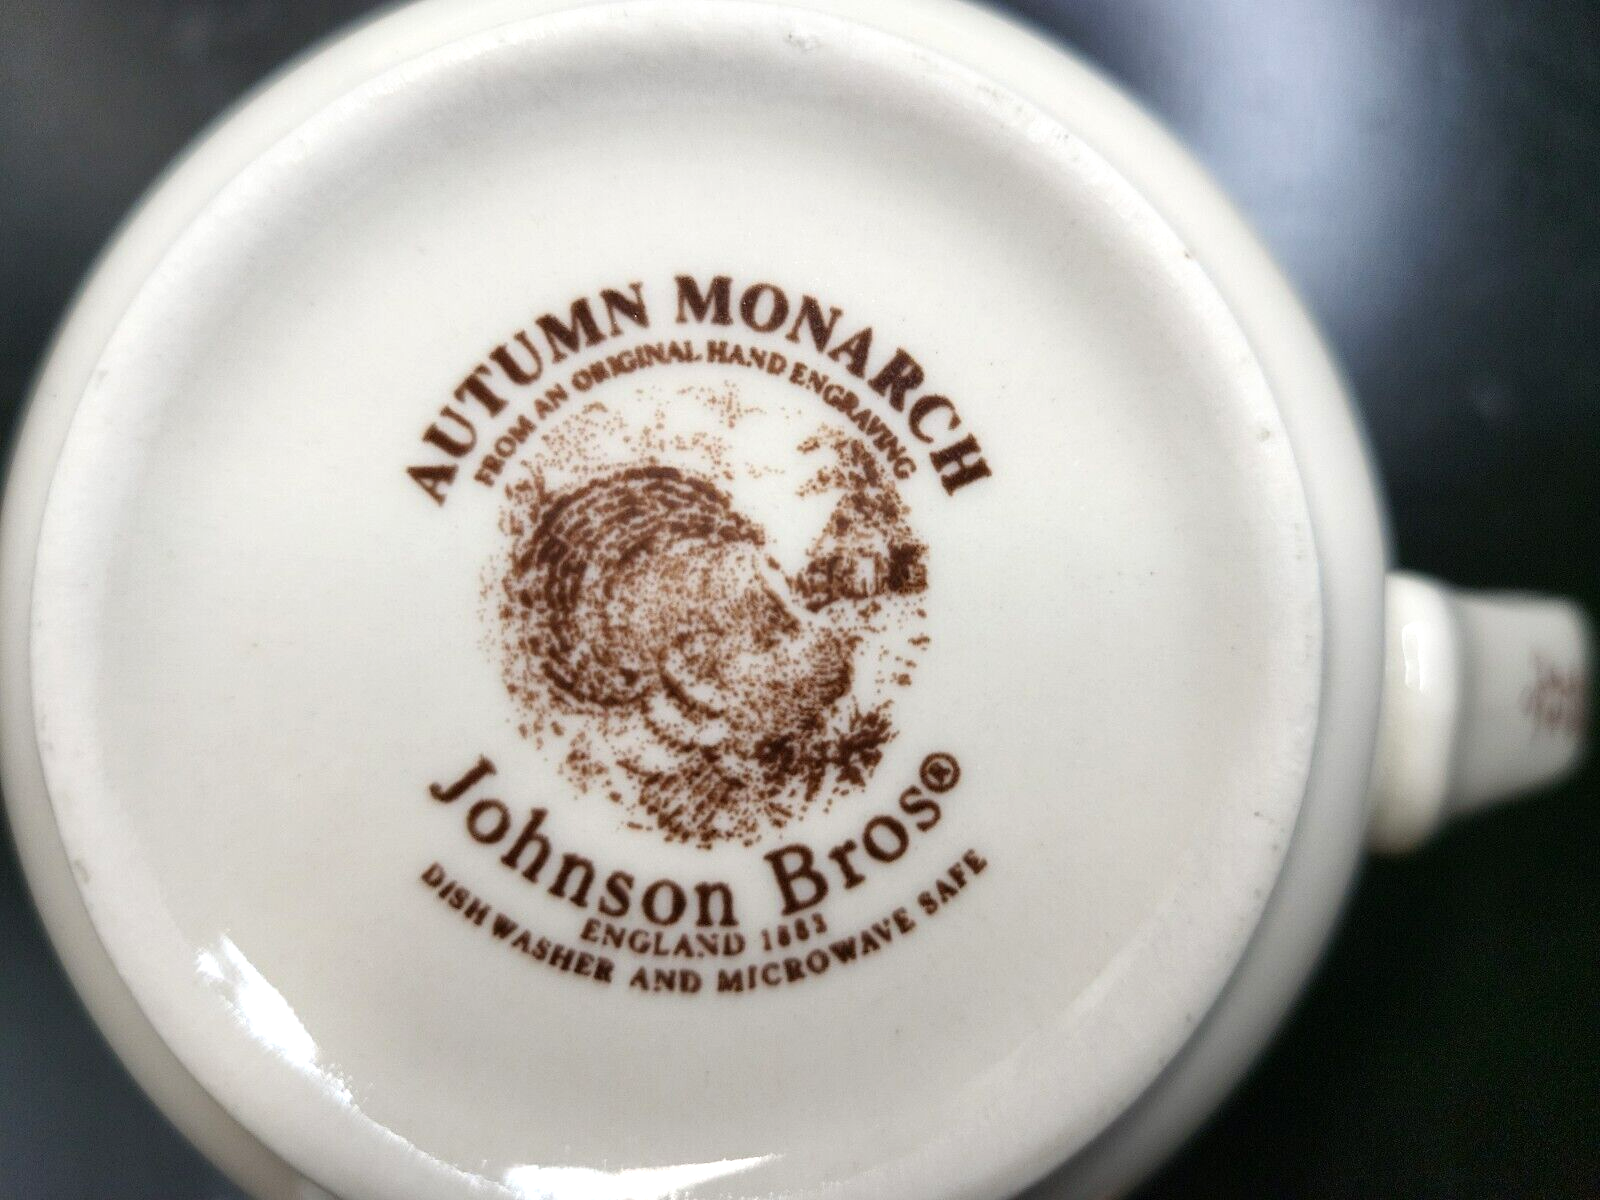 AUTUMN MONARCH
FROM AN ORIGINAL HAND ENGRAVING
Johnson Bros®
ENGLAND 1883
DISHWASHER AND MICROWAVE SAFE